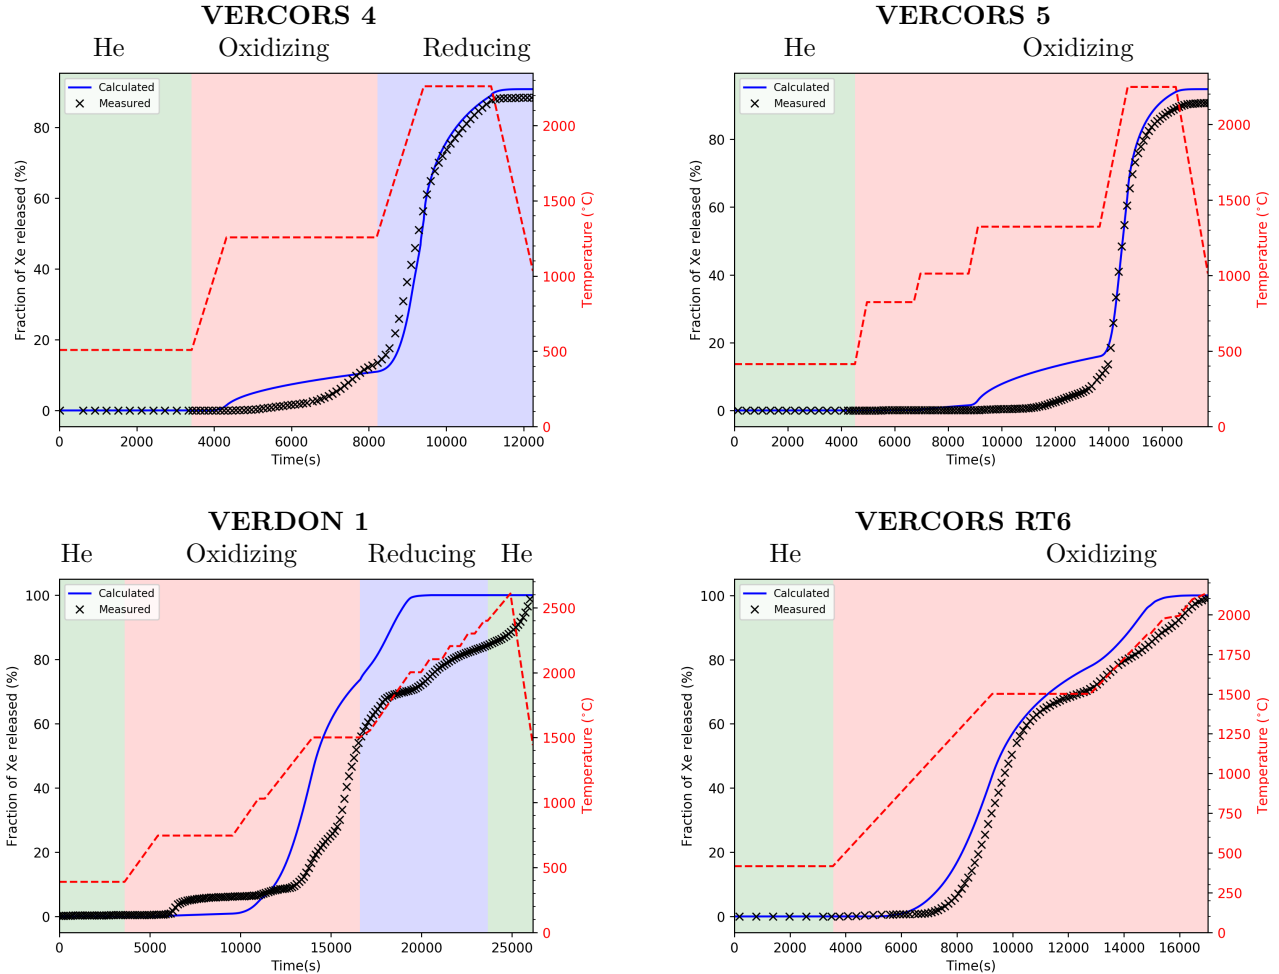 VERCORS 4
He Oxidizing Reducing
Calculated
Measured
Fraction of Xe released (%)
80
60
40
20
0
2000
1500
1000
500
0
Temperature (°C)
0 2000 4000 6000 8000 10000 12000
Time(s)
VERCORS 5
He Oxidizing
Calculated
Measured
Fraction of Xe released (%)
80
60
40
20
0
2000
1500
1000
500
0
Temperature (°C)
0 2000 4000 6000 8000 10000 12000 14000 16000
Time(s)
VERDON 1
He Oxidizing Reducing He
Calculated
Measured
Fraction of Xe released (%)
100
80
60
40
20
0
2500
2000
1500
1000
500
0
Temperature (°C)
0 5000 10000 15000 20000 25000
Time(s)
VERCORS RT6
He Oxidizing
Calculated
Measured
Fraction of Xe released (%)
100
80
60
40
20
0
2000
1750
1500
1250
1000
750
500
250
0
Temperature (°C)
0 2000 4000 6000 8000 10000 12000 14000 16000
Time(s)